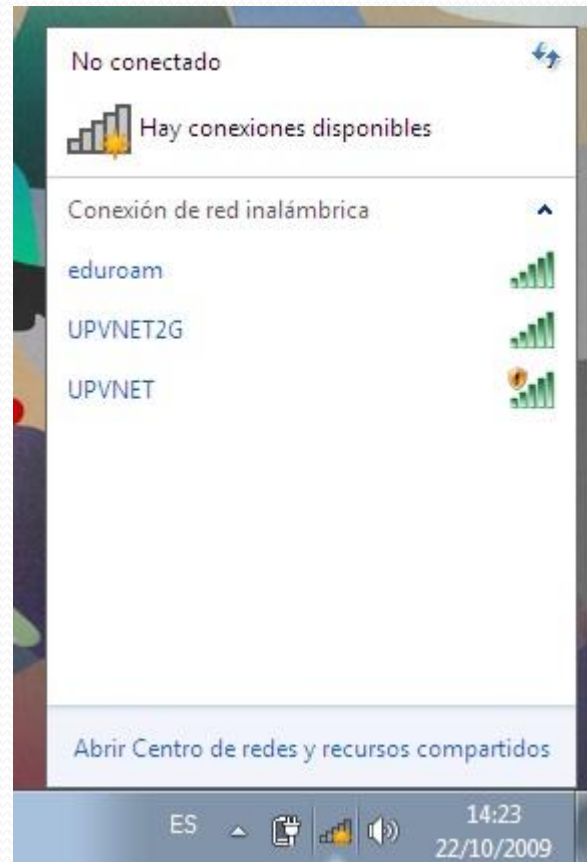 No conectado
Hay conexiones disponibles
Conexión de red inalámbrica
eduroam
UPVNET2G
UPVNET
Abrir Centro de redes y recursos compartidos
ES
14:23
22/10/2009